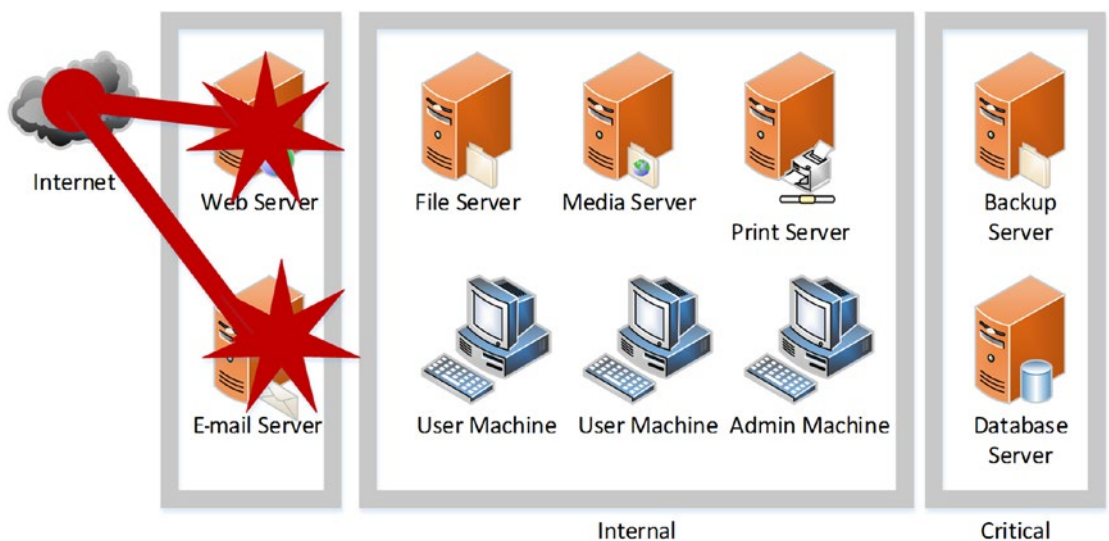 Internet
Web Server
File Server
Media Server
Print Server
Backup
Server
E-mail Server
User Machine
User Machine
Admin Machine
Database
Server
Internal
Critical